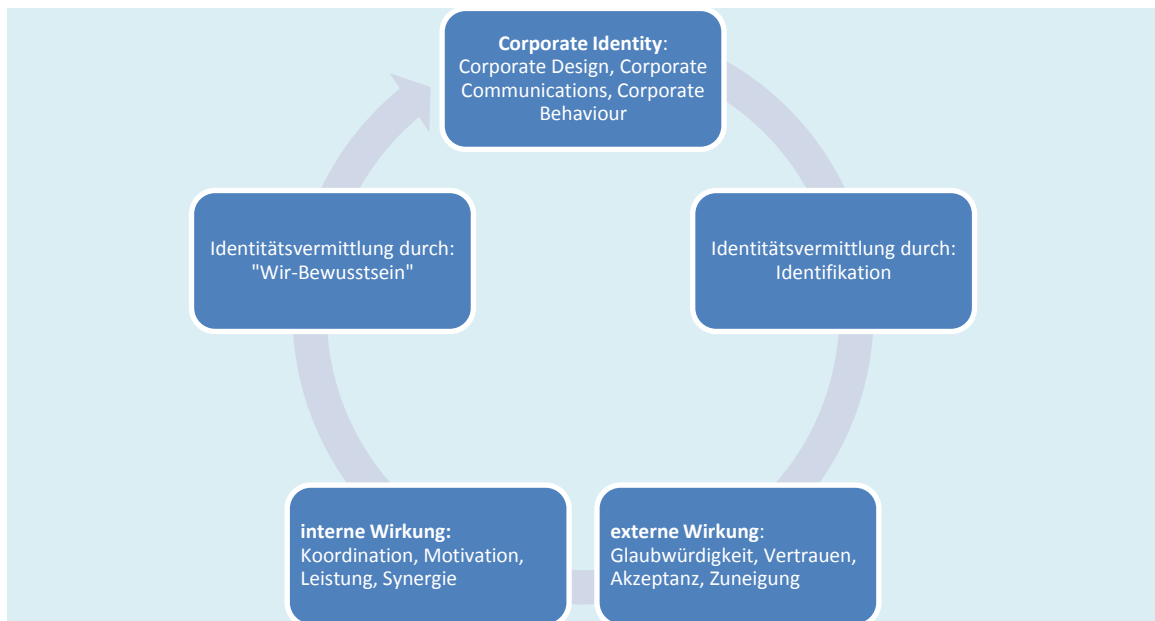 Corporate Identity:
Corporate Design, Corporate
Communications, Corporate
Behaviour
Identitätsvermittlung durch:
"Wir-Bewusstsein"
Identitätsvermittlung durch:
Identifikation
interne Wirkung:
Koordination, Motivation,
Leistung, Synergie
externe Wirkung:
Glaubwürdigkeit, Vertrauen,
Akzeptanz, Zuneigung